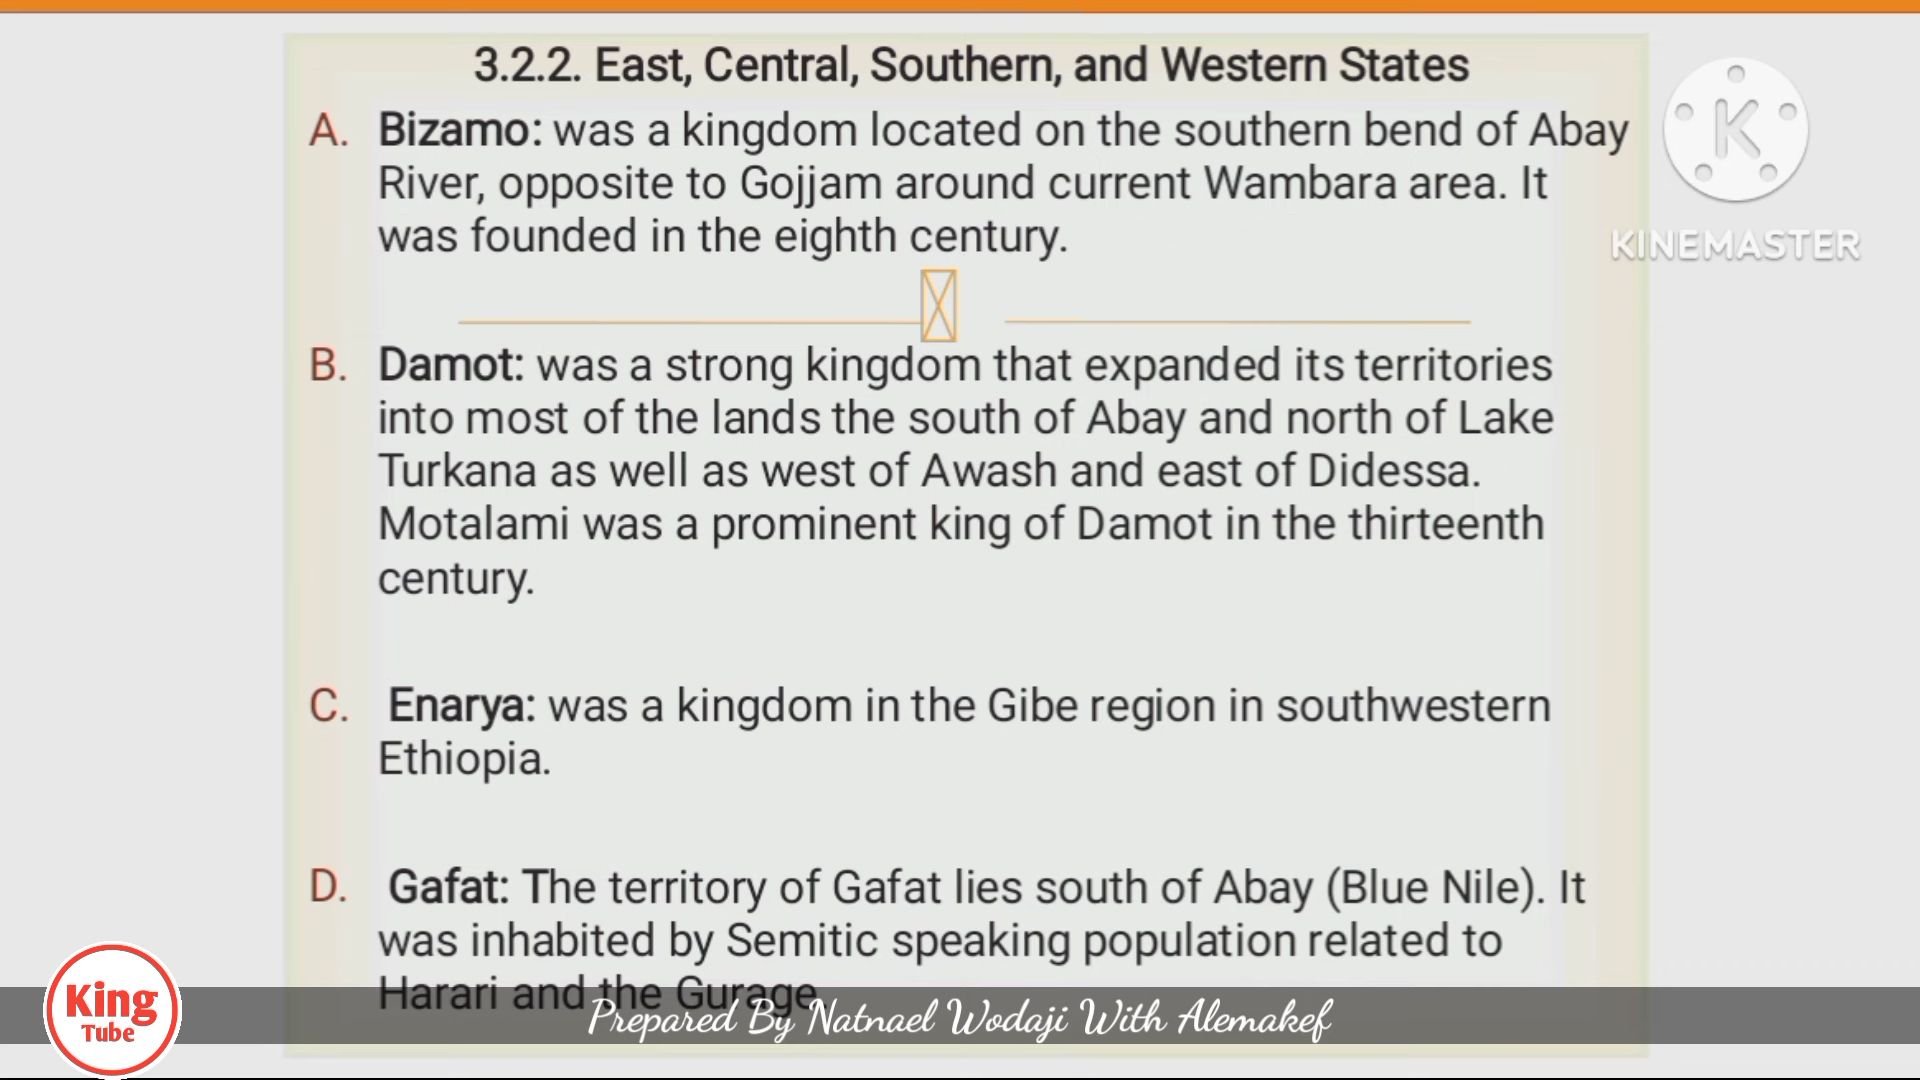 3.2.2. East, Central, Southern, and Western States
A. Bizamo: was a kingdom located on the southern bend of Abay
River, opposite to Gojjam around current Wambara area. It
was founded in the eighth century.
B. Damot: was a strong kingdom that expanded its territories
into most of the lands the south of Abay and north of Lake
Turkana as well as west of Awash and east of Didessa.
Motalami was a prominent king of Damot in the thirteenth
century.
C. Enarya: was a kingdom in the Gibe region in southwestern
Ethiopia.
D. Gafat: The territory of Gafat lies south of Abay (Blue Nile). It
was inhabited by Semitic speaking population related to
Harari and the Gurage.
Prepared By Natnael Wodaji With Alemakef
King
Tube
K
KINEMASTER